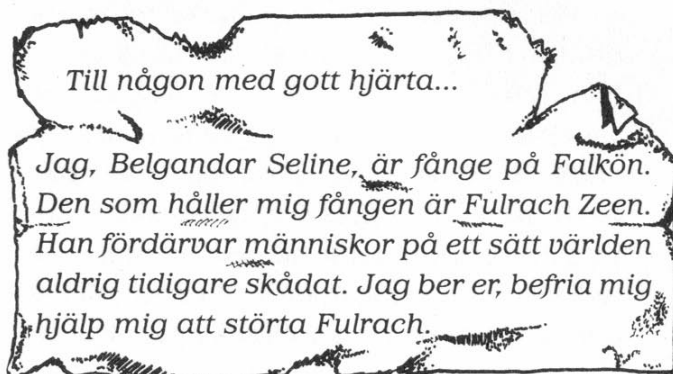 Till någon med gott hjärta...
Jag, Belgandar Seline, är fånge på Falkön.
Den som håller mig fången är Fulrach Zeen.
Han fördärvar människor på ett sätt världen
aldrig tidigare skådat. Jag ber er, befria mig
hjälp mig att störta Fulrach.